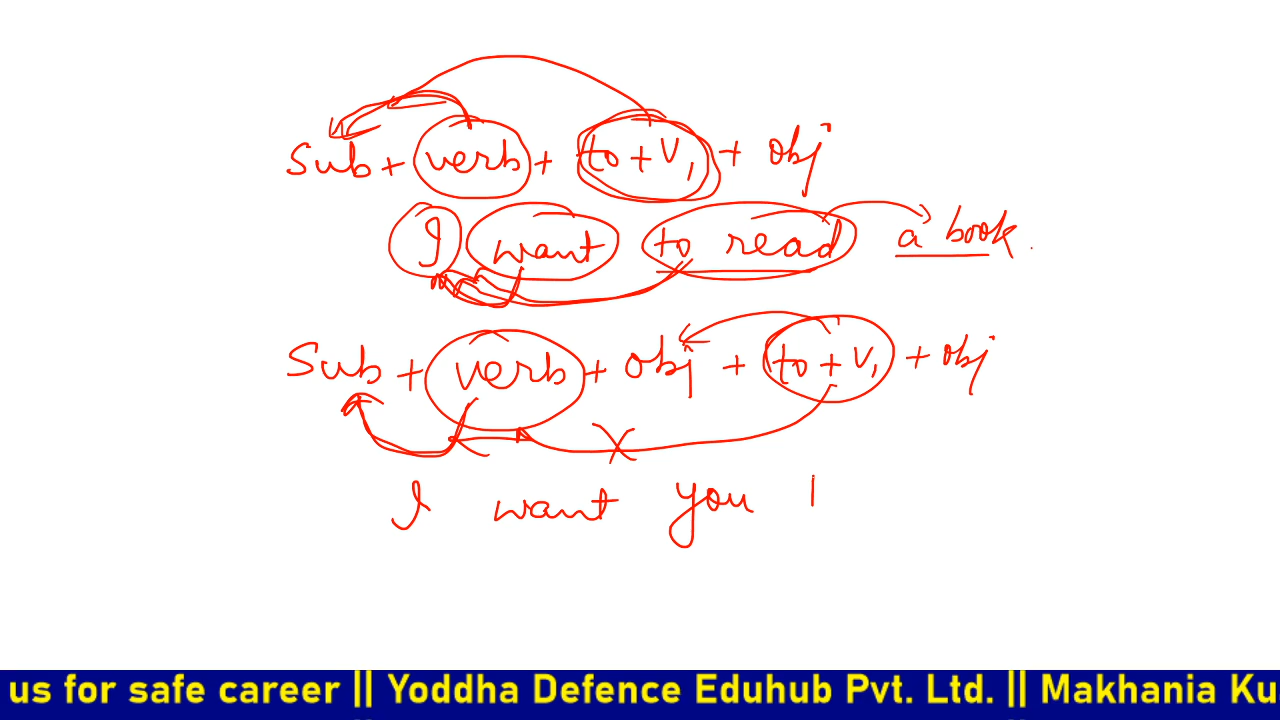 Sub + verb + to + V1 + obj
I want to read a book.
Sub + verb + obj + to + V1 + obj
I want you
us for safe career || Yoddha Defence Eduhub Pvt. Ltd. || Makhania Ku